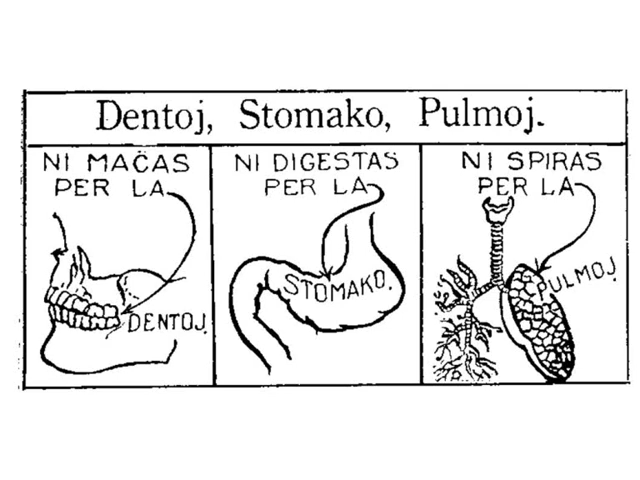 Dentoj, Stomako, Pulmoj.
NI MAĈAS
PER LA
DENTOJ.
NI DIGESTAS
PER LA
STOMAKO.
NI SPIRAS
PER LA
PULMOJ.